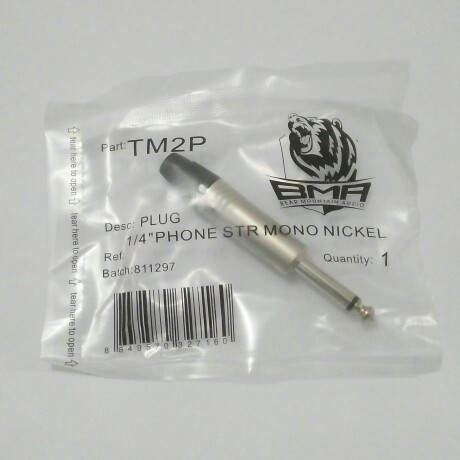 tear here to open
tear here to open
tear here to open
Part: TM2P
BMA
BEAR MOUNTAIN AUDIO
Desc: PLUG
1/4" PHONE STR MONO NICKEL
Ref:
Quantity: 1
Batch: 811297